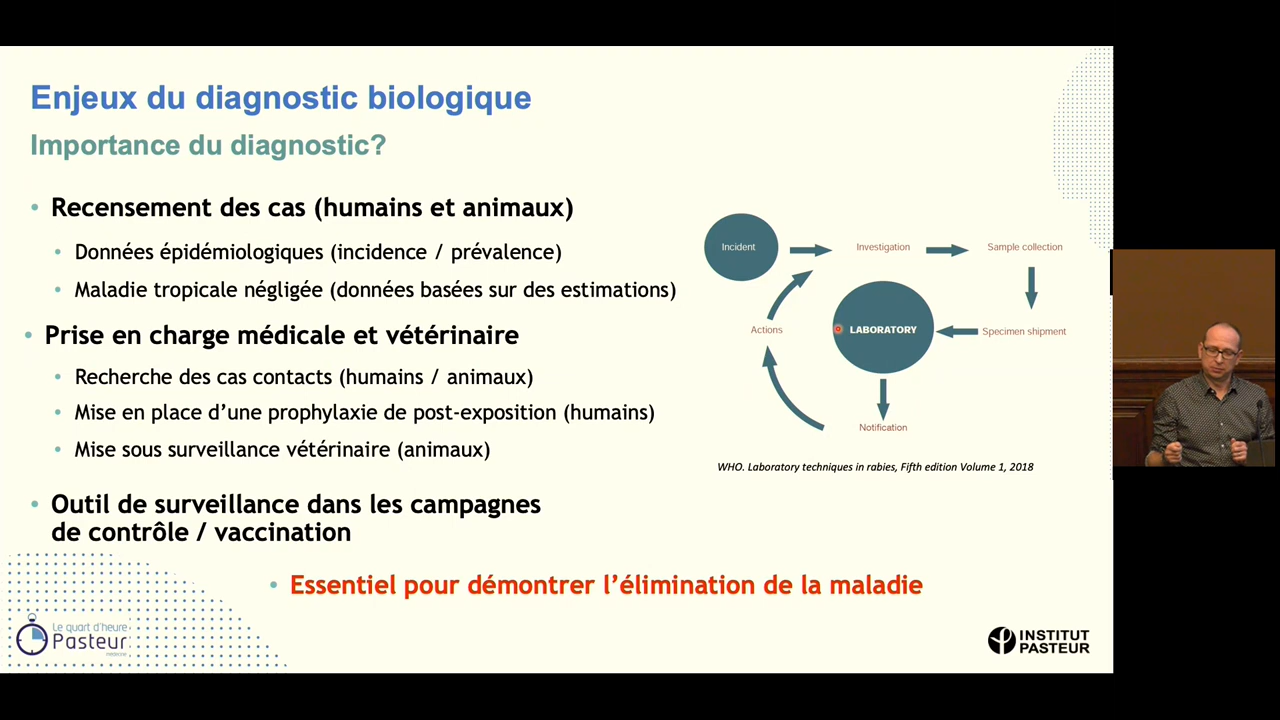 Enjeux du diagnostic biologique
Importance du diagnostic?
• Recensement des cas (humains et animaux)
• Données épidémiologiques (incidence / prévalence)
• Maladie tropicale négligée (données basées sur des estimations)
• Prise en charge médicale et vétérinaire
• Recherche des cas contacts (humains / animaux)
• Mise en place d’une prophylaxie de post-exposition (humains)
• Mise sous surveillance vétérinaire (animaux)
• Outil de surveillance dans les campagnes
de contrôle / vaccination
• Essentiel pour démontrer l’élimination de la maladie
Incident
Investigation
Sample collection
Actions
LABORATORY
Specimen shipment
Notification
WHO. Laboratory techniques in rabies, Fifth edition Volume 1, 2018
Le quart d'heure
Pasteur
médecine
INSTITUT
PASTEUR